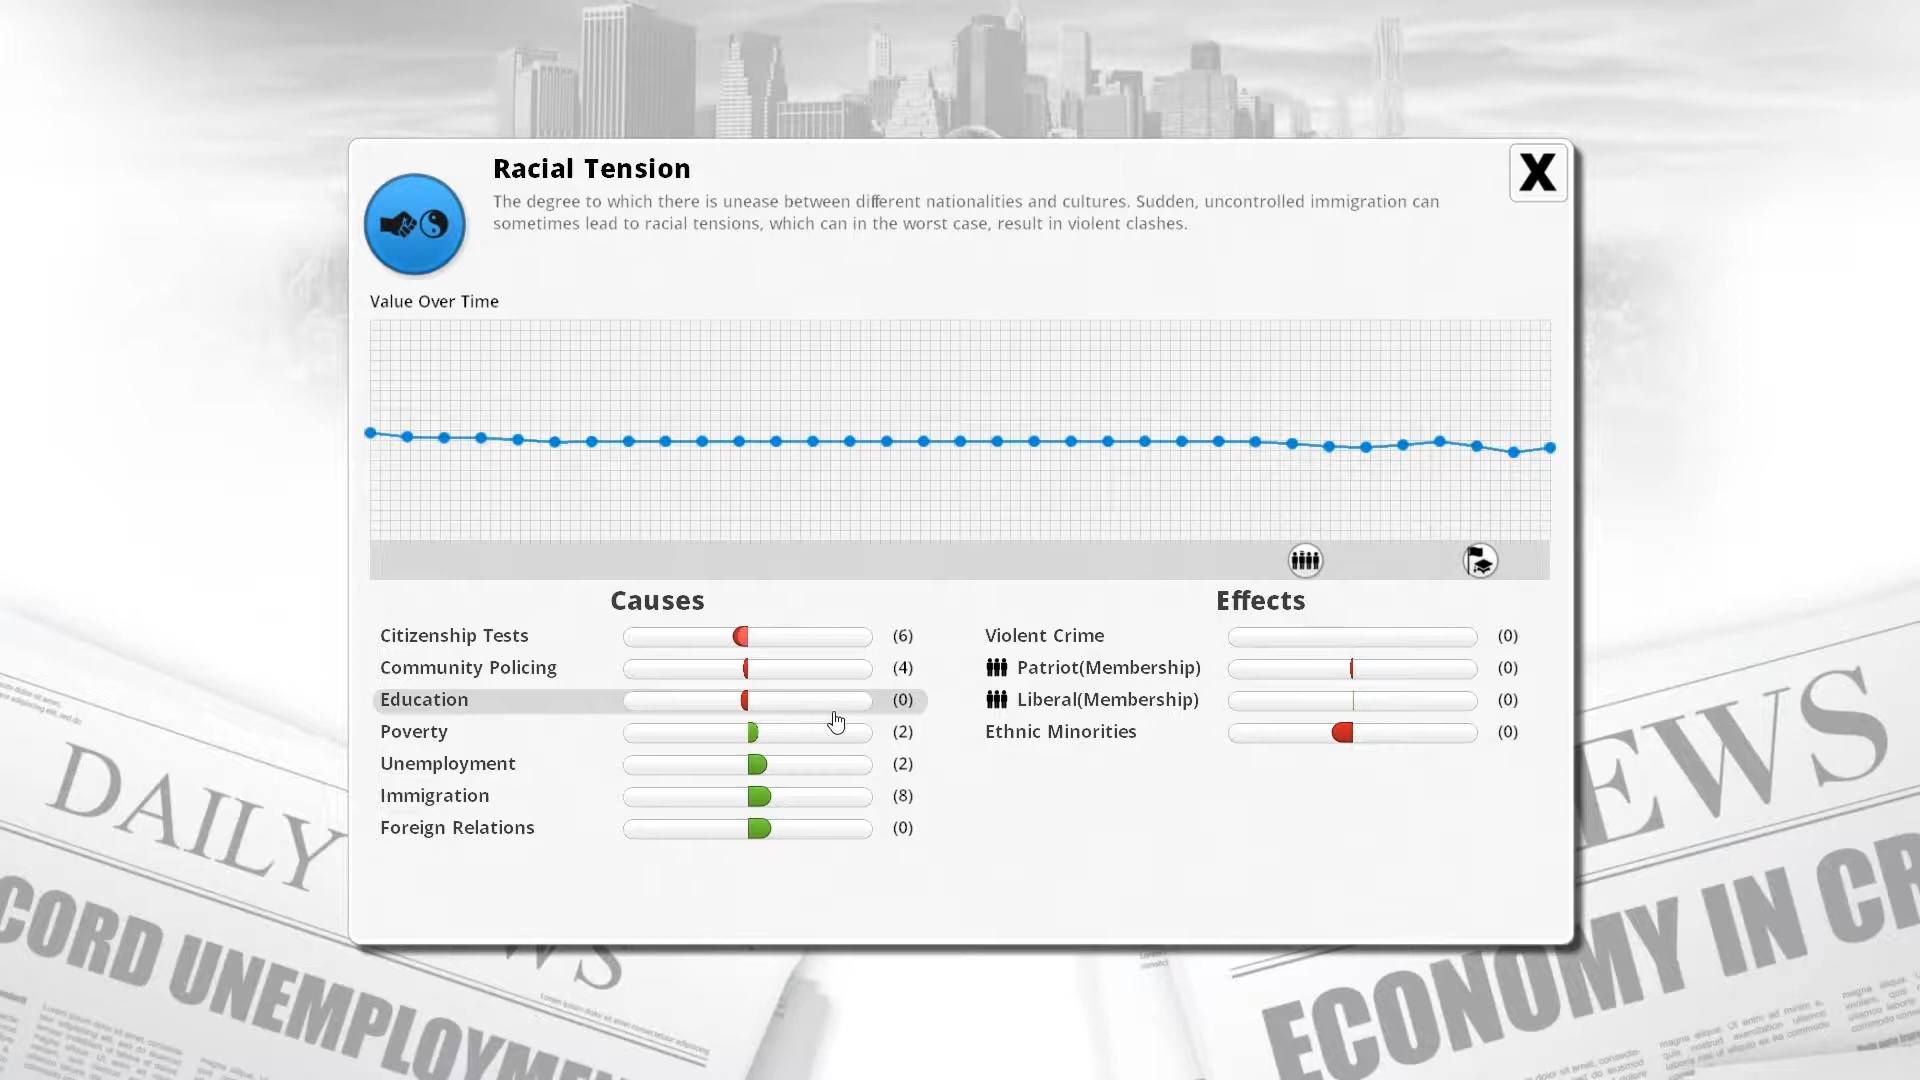 Racial Tension
X
The degree to which there is unease between different nationalities and cultures. Sudden, uncontrolled immigration can
sometimes lead to racial tensions, which can in the worst case, result in violent clashes.
Value Over Time
Causes
Citizenship Tests (6)
Community Policing (4)
Education (0)
Poverty (2)
Unemployment (2)
Immigration (8)
Foreign Relations (0)
Effects
Violent Crime (0)
Patriot(Membership) (0)
Liberal(Membership) (0)
Ethnic Minorities (0)
DAILY
WS
CORD UNEMPLOYME
EWS
ECONOMY IN CR